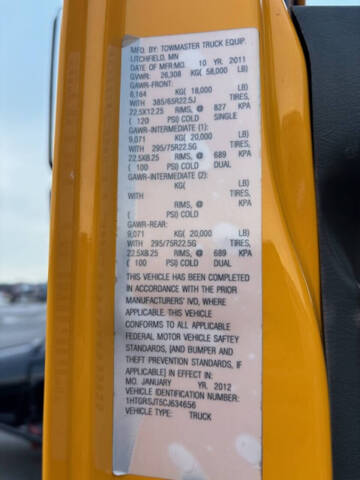 MFG. BY: TOWMASTER TRUCK EQUIP.
LITCHFIELD, MN
DATE OF MFR:MO. 10 YR. 2011
GVWR: 26,308 KG( 58,000 LB)
GAWR-FRONT:
8,164 KG( 18,000 LB)
WITH 385/65R22.5J TIRES,
22.5X12.25 RIMS, @ 827 KPA
( 120 PSI) COLD SINGLE
GAWR-INTERMEDIATE (1):
9,071 KG( 20,000 LB)
WITH 295/75R22.5G TIRES,
22.5X8.25 RIMS, @ 689 KPA
( 100 PSI) COLD DUAL
GAWR-INTERMEDIATE (2):
KG( LB)
WITH TIRES,
RIMS, @ KPA
( PSI) COLD
GAWR-REAR:
9,071 KG( 20,000 LB)
WITH 295/75R22.5G TIRES,
22.5X8.25 RIMS, @ 689 KPA
( 100 PSI) COLD DUAL
THIS VEHICLE HAS BEEN COMPLETED
IN ACCORDANCE WITH THE PRIOR
MANUFACTURERS' IVD, WHERE
APPLICABLE. THIS VEHICLE
CONFORMS TO ALL APPLICABLE
FEDERAL MOTOR VEHICLE SAFTEY
STANDARDS, [AND BUMPER AND
THEFT PREVENTION STANDARDS, IF
APPLICABLE] IN EFFECT IN
MO. JANUARY YR. 2012
VEHICLE IDENTIFICATION NUMBER:
1HTGRSJT5CJ634656
VEHICLE TYPE: TRUCK